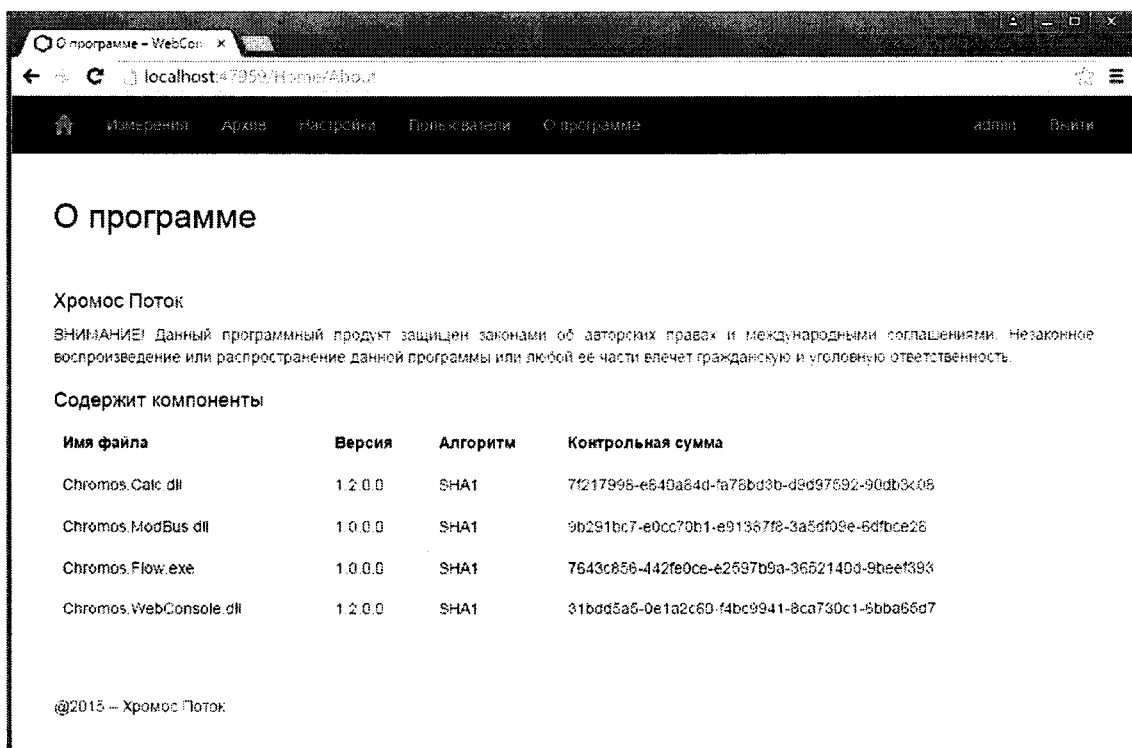 О программе – WebCon
localhost:47959/Home/About
Измерения Архив Настройки Пользователи О программе admin Выйти
О программе
Хромос Поток
ВНИМАНИЕ! Данный программный продукт защищен законами об авторских правах и международными соглашениями. Незаконное
воспроизведение или распространение данной программы или любой ее части влечет гражданскую и уголовную ответственность.
Содержит компоненты
Имя файла Версия Алгоритм Контрольная сумма
Chromos.Calc.dll 1.2.0.0 SHA1
Chromos.ModBus.dll 1.0.0.0 SHA1 9b291bc7-e0cc70b1-e91387f8-3a5df09e-6dfbce28
Chromos.Flow.exe 1.0.0.0 SHA1 7643c856-442fe0ce-e2597b9a-3652140d-9beef393
Chromos.WebConsole.dll 1.2.0.0 SHA1 31bdd5a5-0e1a2c60-f4bc9941-8ca730c1-6bba65d7
@2015 – Хромос Поток